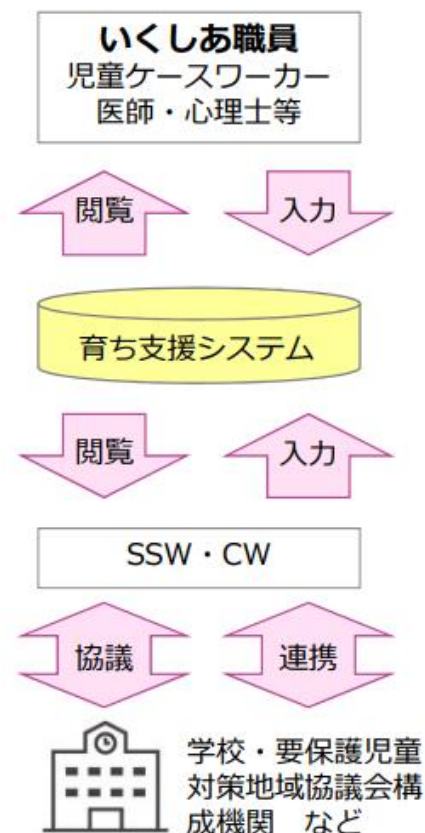 いくしあ職員
児童ケースワーカー
医師・心理士等
閲覧
入力
育ち支援システム
閲覧
入力
SSW・CW
協議
連携
学校・要保護児童
対策地域協議会構
成機関　など